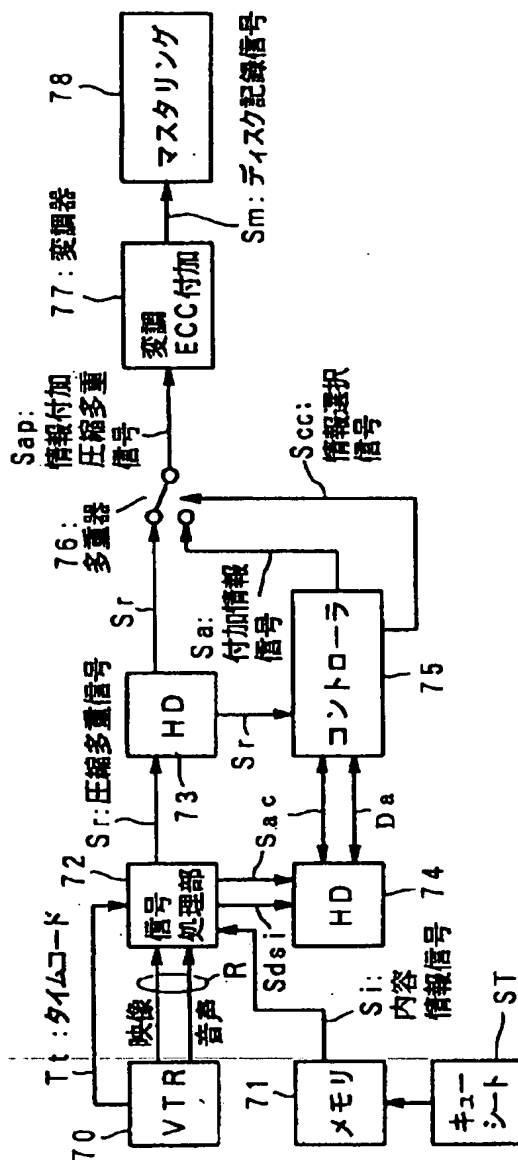 70
VTR
Tt:タイムコード
映像
音声
R
72
信号
処理部
Sr:圧縮多重信号
HD
73
Sr
Sr
76:
多重器
Sap:
情報付加
圧縮多重
信号
77:変調器
変調
ECC付加
Sm:ディスク記録信号
78
マスタリング
Sa:
付加情報
信号
Scc:
情報選択
信号
コントローラ
75
Sac
Da
Sdsi
HD
74
71
メモリ
Si:
内容
情報信号
キュー
シート
ST